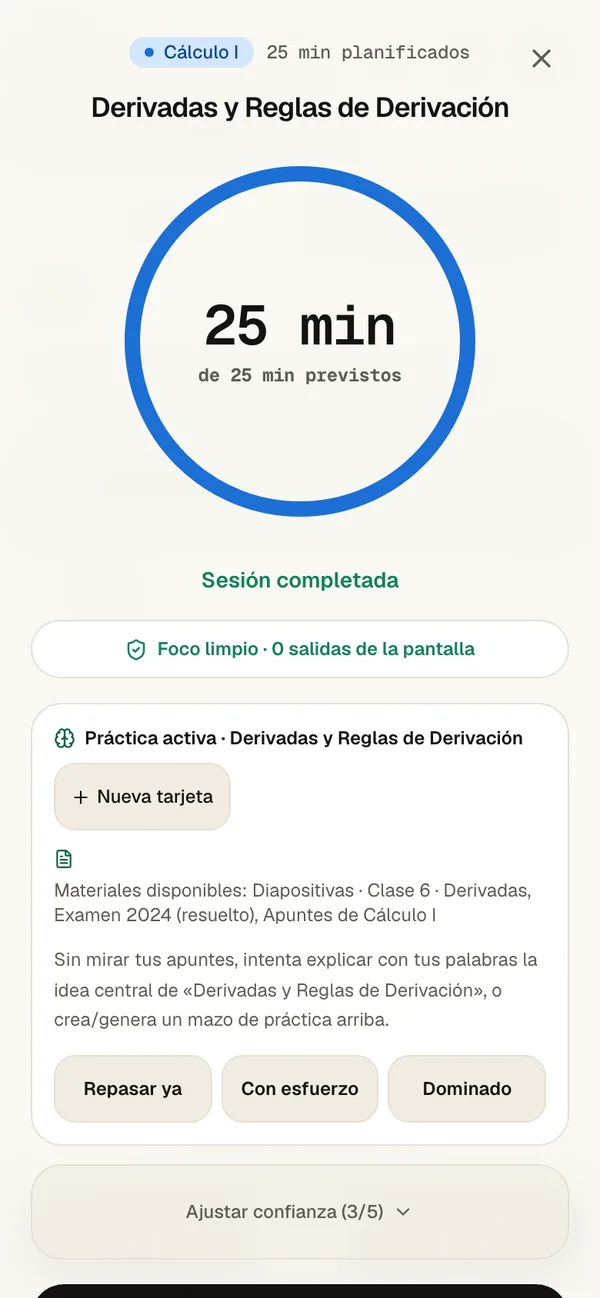 Cálculo I 25 min planificados
Derivadas y Reglas de Derivación
25 min
de 25 min previstos
Sesión completada
Foco limpio · 0 salidas de la pantalla
Práctica activa · Derivadas y Reglas de Derivación
+ Nueva tarjeta
Materiales disponibles: Diapositivas · Clase 6 · Derivadas,
Examen 2024 (resuelto), Apuntes de Cálculo I
Sin mirar tus apuntes, intenta explicar con tus palabras la
idea central de «Derivadas y Reglas de Derivación», o
crea/genera un mazo de práctica arriba.
Repasar ya Con esfuerzo Dominado
Ajustar confianza (3/5)